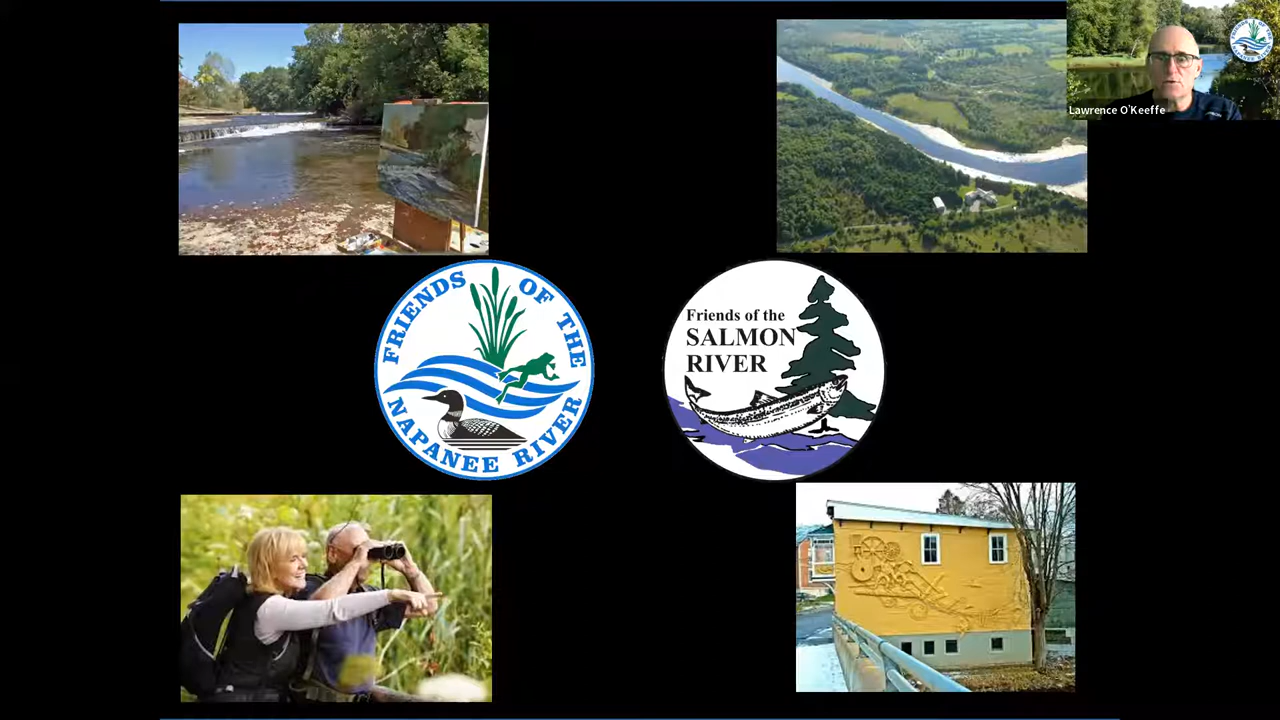 Lawrence O'Keeffe
FRIENDS OF THE
NAPANEE RIVER
Friends of the
SALMON
RIVER